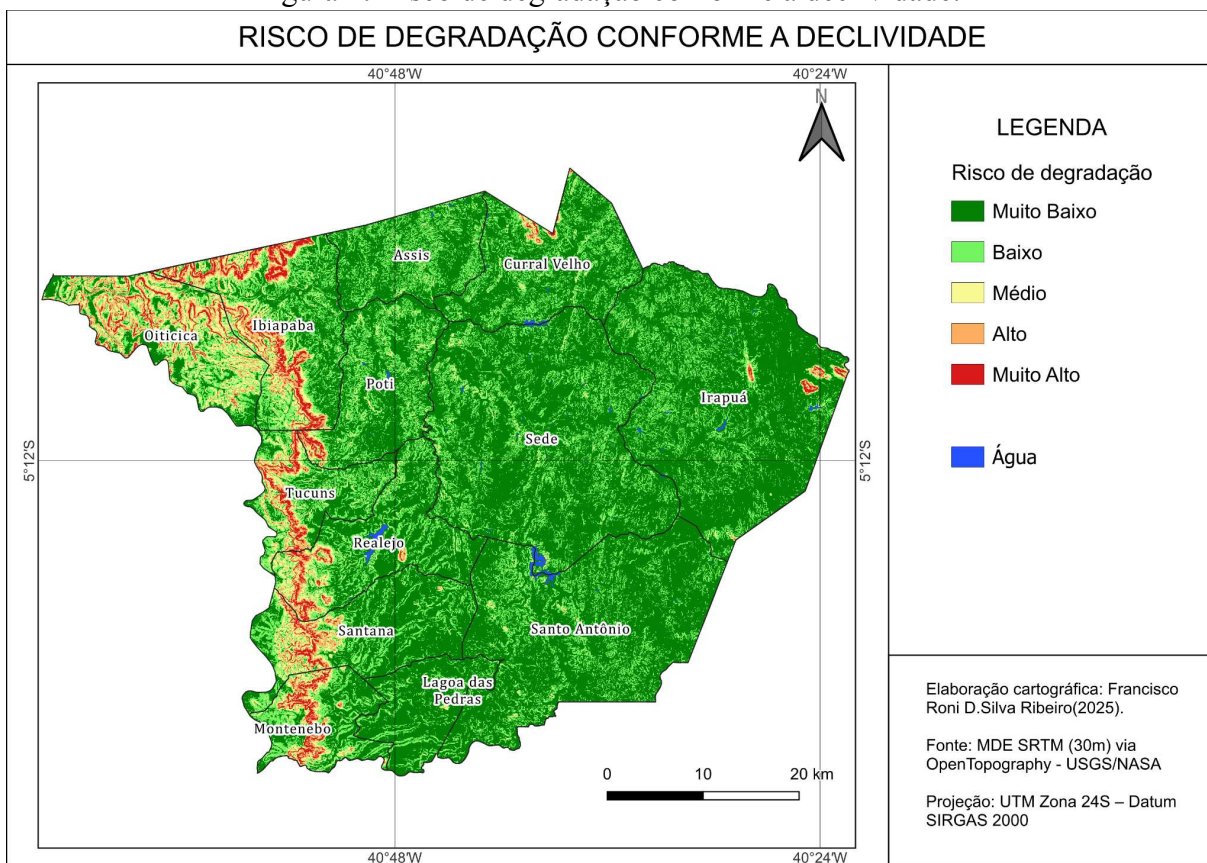 RISCO DE DEGRADAÇÃO CONFORME A DECLIVIDADE
40°48'W
40°24'W
N
Assis
Curral Velho
Oiticica
Ibiapaba
Poti
Irapuá
Sede
5°12'S
5°12'S
Tucuns
Realejo
Santana
Santo Antônio
Lagoa das
Pedras
Montenebo
0 10 20 km
40°48'W
40°24'W
LEGENDA
Risco de degradação
Muito Baixo
Baixo
Médio
Alto
Muito Alto
Água
Elaboração cartográfica: Francisco
Roni D.Silva Ribeiro(2025).
Fonte: MDE SRTM (30m) via
OpenTopography - USGS/NASA
Projeção: UTM Zona 24S – Datum
SIRGAS 2000